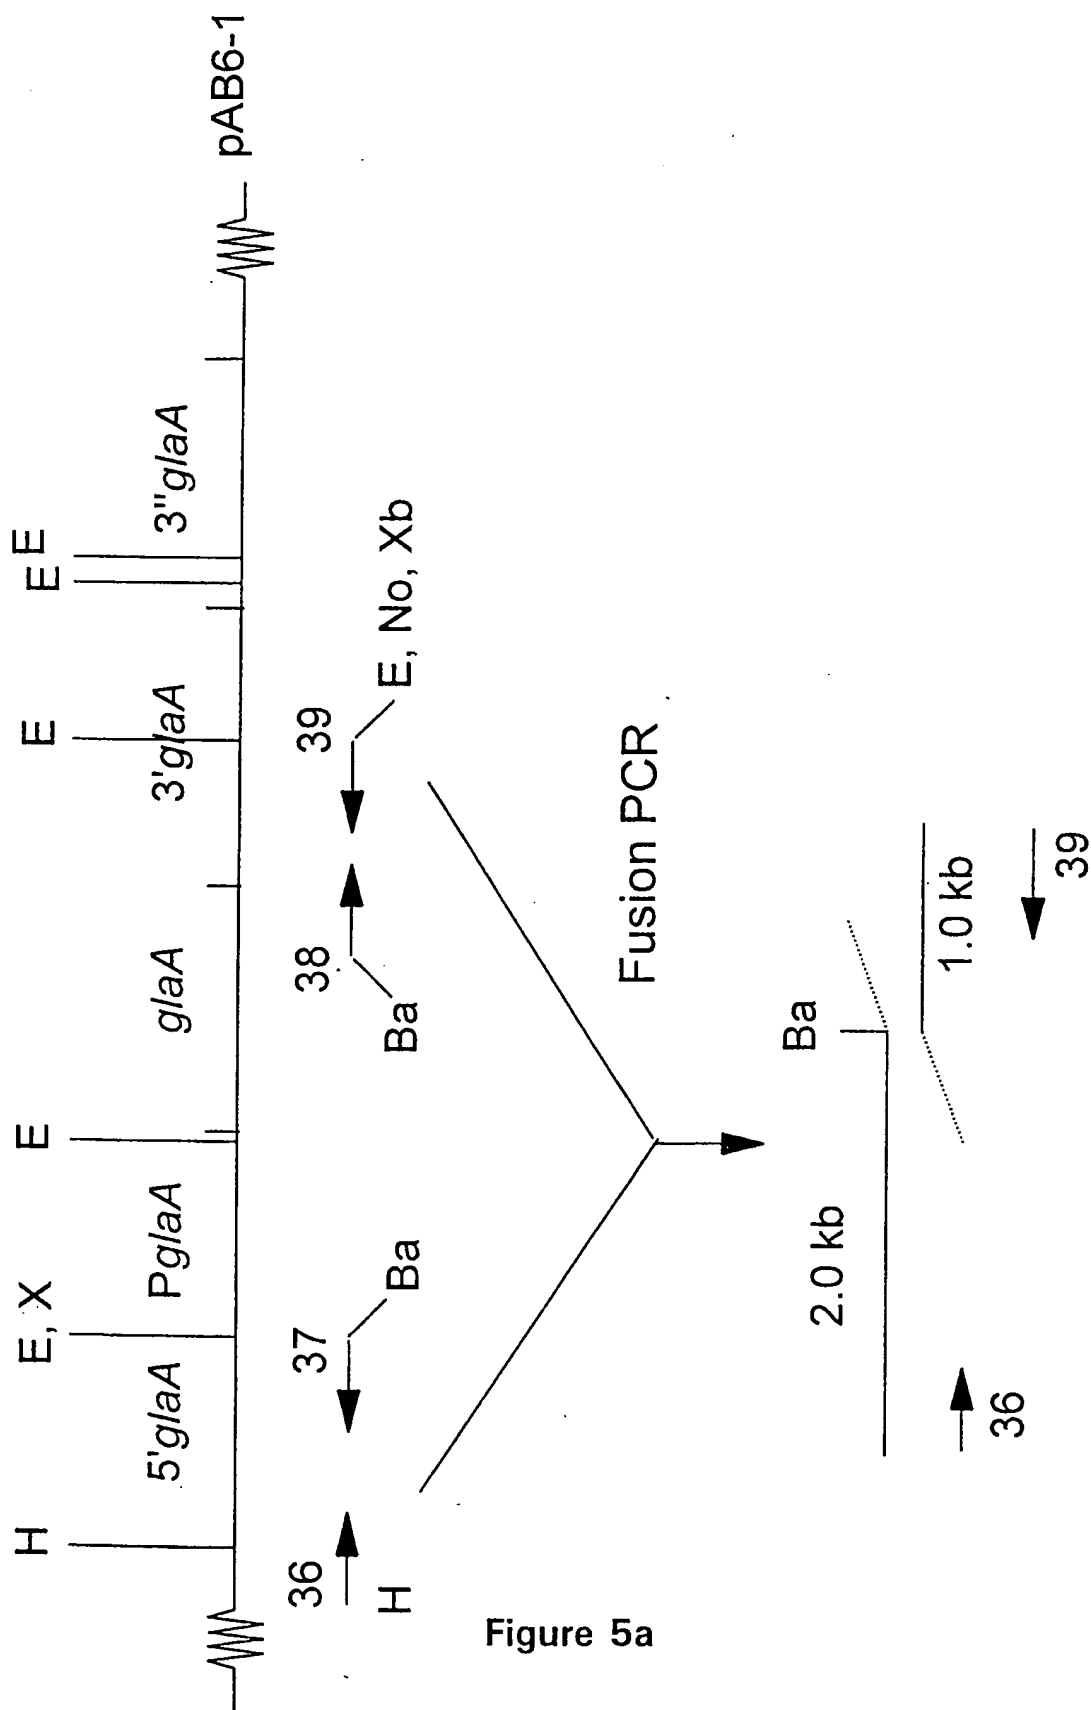 H
E, X
E
E
E
E
5'glaA
PglaA
glaA
3'glaA
3"glaA
pAB6-1
36
37
38
39
H
Ba
Ba
E, No, Xb
Fusion PCR
Ba
2.0 kb
1.0 kb
36
39
Figure 5a